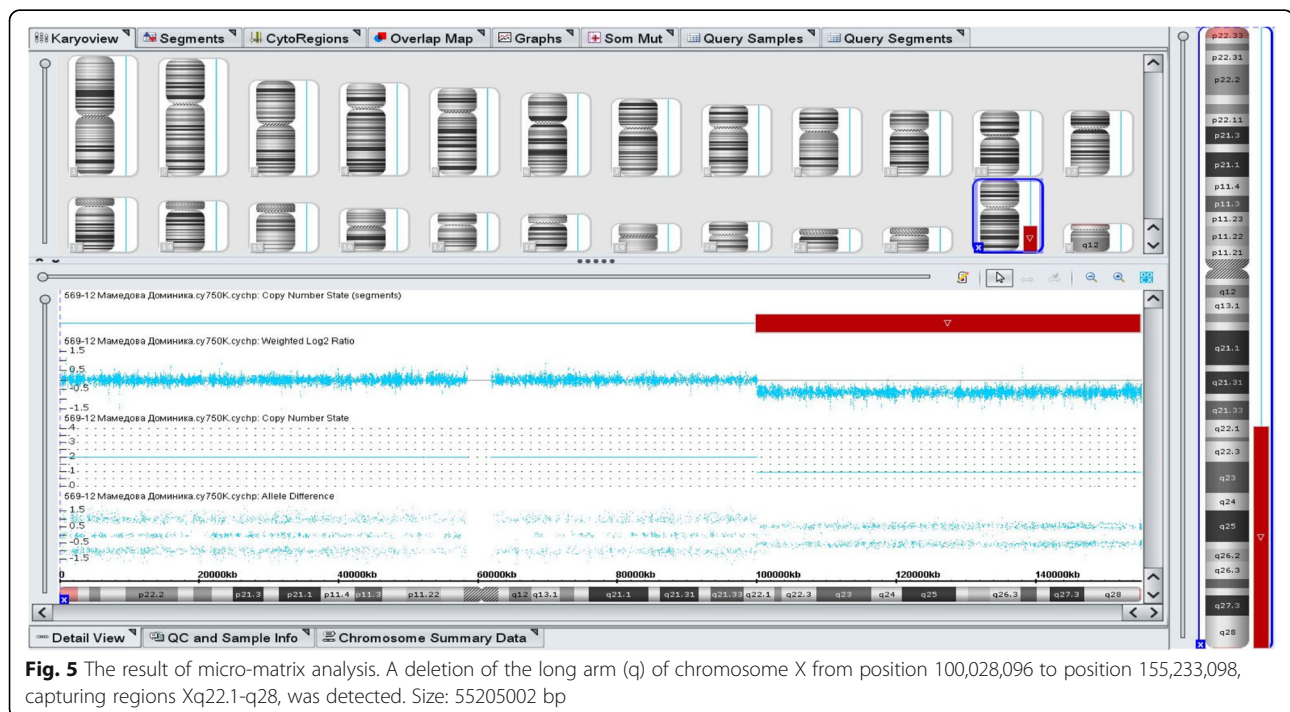 Karyoview Segments CytoRegions Overlap Map Graphs Som Mut Query Samples Query Segments
q12
569-12 Мамедова Доминика.cy750K.cychp: Copy Number State (segments)
569-12 Мамедова Доминика.cy750K.cychp: Weighted Log2 Ratio
1.5
0.5
-0.5
-1.5
569-12 Мамедова Доминика.cy750K.cychp: Copy Number State
4
3
2
1
0
569-12 Мамедова Доминика.cy750K.cychp: Allele Difference
1.5
0.5
-0.5
-1.5
0 20000kb 40000kb 60000kb 80000kb 100000kb 120000kb 140000kb
p22.2 p21.3 p21.1 p11.4 p11.3 p11.22 q12 q13.1 q21.1 q21.31 q21.33 q22.1 q22.3 q23 q24 q25 q26.3 q27.3 q28
X
Detail View QC and Sample Info Chromosome Summary Data
p22.33
p22.31
p22.2
p22.11
p21.3
p21.1
p11.4
p11.3
p11.23
p11.22
p11.21
q12
q13.1
q21.1
q21.31
q21.33
q22.1
q22.3
q23
q24
q25
q26.2
q26.3
q27.3
q28
X
Fig. 5 The result of micro-matrix analysis. A deletion of the long arm (q) of chromosome X from position 100,028,096 to position 155,233,098,
capturing regions Xq22.1-q28, was detected. Size: 55205002 bp